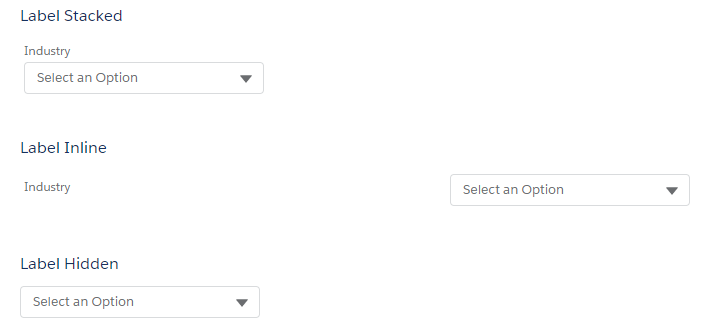 Label Stacked
Industry
Select an Option
Label Inline
Industry Select an Option
Label Hidden
Select an Option